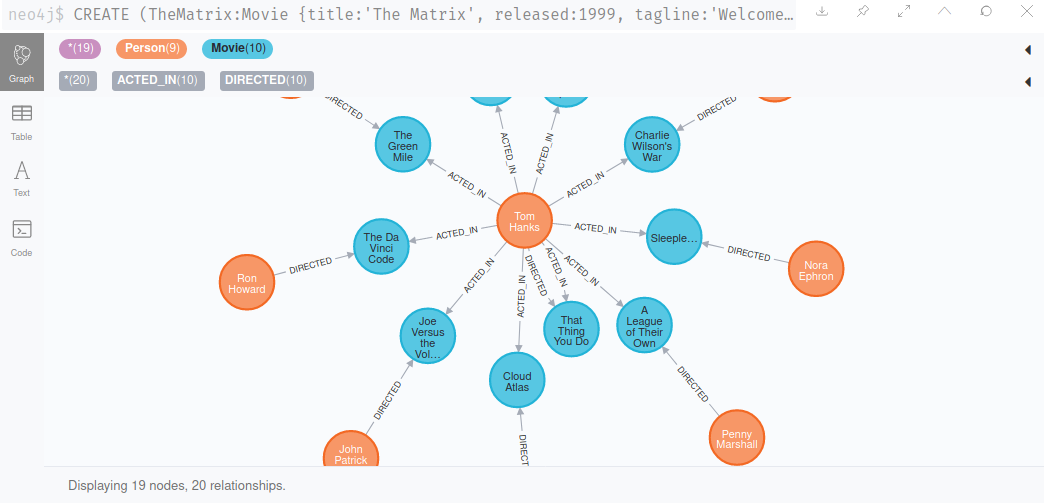 neo4j$ CREATE (TheMatrix:Movie {title:'The Matrix', released:1999, tagline:'Welcome…
*(19) Person(9) Movie(10)
*(20) ACTED_IN(10) DIRECTED(10)
Graph
Table
Text
Code
DIRECTED
The
Green
Mile
ACTED_IN
ACTED_IN
ACTED_IN
Charlie
Wilson's
War
DIRECTED
ACTED_IN
Tom
Hanks
The Da
Vinci
Code
ACTED_IN
ACTED_IN
Sleeple...
DIRECTED
Nora
Ephron
Ron
Howard
DIRECTED
ACTED_IN
ACTED_IN
DIRECTED
ACTED_IN
ACTED_IN
Joe
Versus
the
Vol...
That
Thing
You Do
A
League
of Their
Own
Cloud
Atlas
DIRECTED
DIRECTED
John
Patrick
DIRECT
Penny
Marshall
Displaying 19 nodes, 20 relationships.